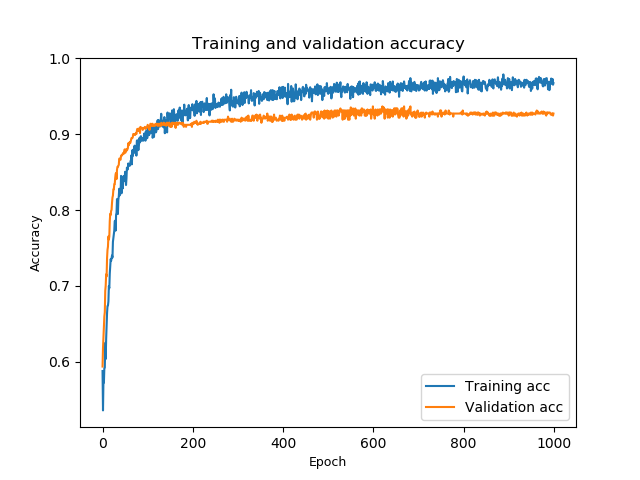 Training and validation accuracy
1.0
0.9
0.8
0.7
0.6
Accuracy
Training acc
Validation acc
0 200 400 600 800 1000
Epoch